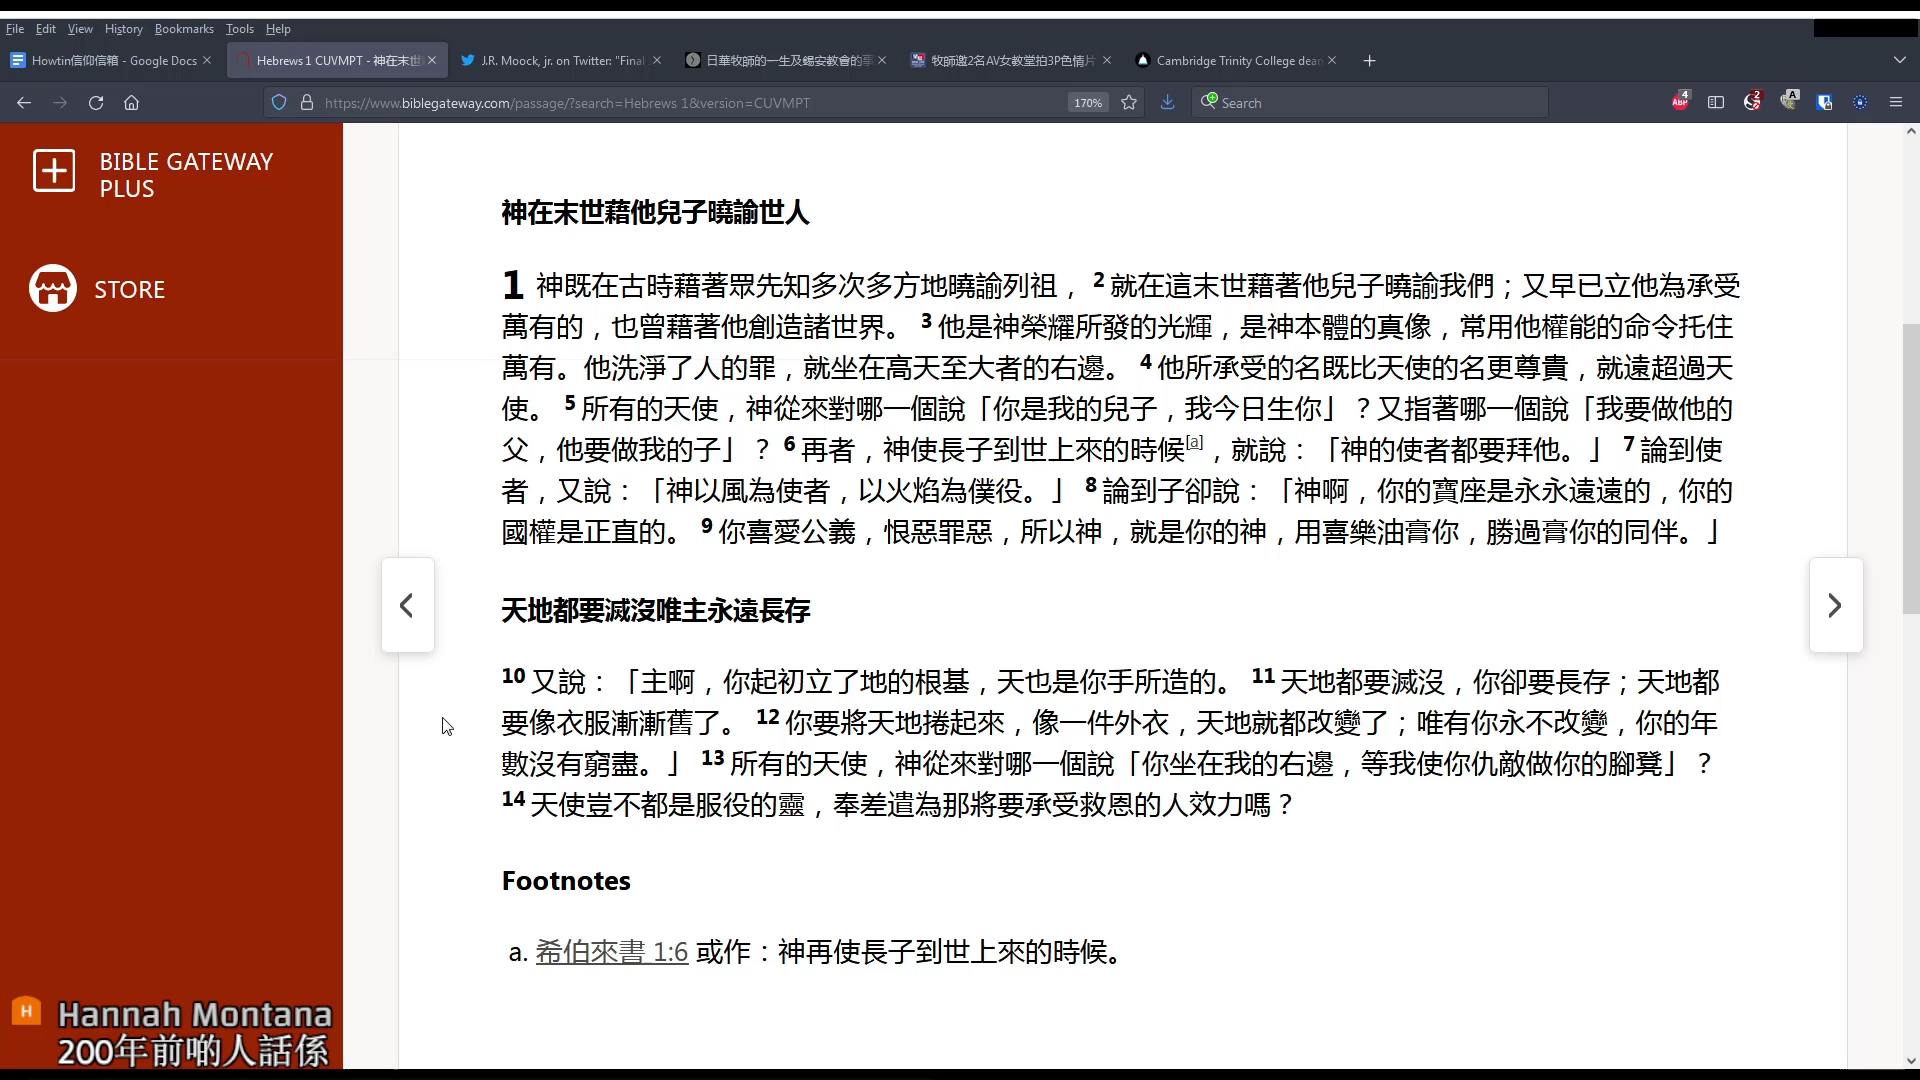 File Edit View History Bookmarks Tools Help
Howtin信仰信箱 - Google Docs
Hebrews 1 CUVMPT - 神在末世
J.R. Moock, jr. on Twitter: "Final
日華牧師的一生及錫安教會的事
牧師邀2名AV女教堂拍3P色情片
Cambridge Trinity College dean
https://www.biblegateway.com/passage/?search=Hebrews 1&version=CUVMPT
170%
Search
4
ABP
2
A
BIBLE GATEWAY
PLUS
STORE
神在末世藉他兒子曉諭世人
1 神既在古時藉著眾先知多次多方地曉諭列祖，2 就在這末世藉著他兒子曉諭我們；又早已立他為承受
萬有的，也曾藉著他創造諸世界。3 他是神榮耀所發的光輝，是神本體的真像，常用他權能的命令托住
萬有。他洗淨了人的罪，就坐在高天至大者的右邊。4 他所承受的名既比天使的名更尊貴，就遠超過天
使。5 所有的天使，神從來對哪一個說「你是我的兒子，我今日生你」？又指著哪一個說「我要做他的
父，他要做我的子」？6 再者，神使長子到世上來的時候[a]，就說：「神的使者都要拜他。」7 論到使
者，又說：「神以風為使者，以火焰為僕役。」8 論到子卻說：「神啊，你的寶座是永永遠遠的，你的
國權是正直的。9 你喜愛公義，恨惡罪惡，所以神，就是你的神，用喜樂油膏你，勝過膏你的同伴。」
天地都要滅沒唯主永遠長存
10 又說：「主啊，你起初立了地的根基，天也是你手所造的。11 天地都要滅沒，你卻要長存；天地都
要像衣服漸漸舊了。12 你要將天地捲起來，像一件外衣，天地就都改變了；唯有你永不改變，你的年
數沒有窮盡。」13 所有的天使，神從來對哪一個說「你坐在我的右邊，等我使你仇敵做你的腳凳」？
14 天使豈不都是服役的靈，奉差遣為那將要承受救恩的人效力嗎？
Footnotes
a. 希伯來書 1:6 或作：神再使長子到世上來的時候。
H Hannah Montana
200年前啲人話係